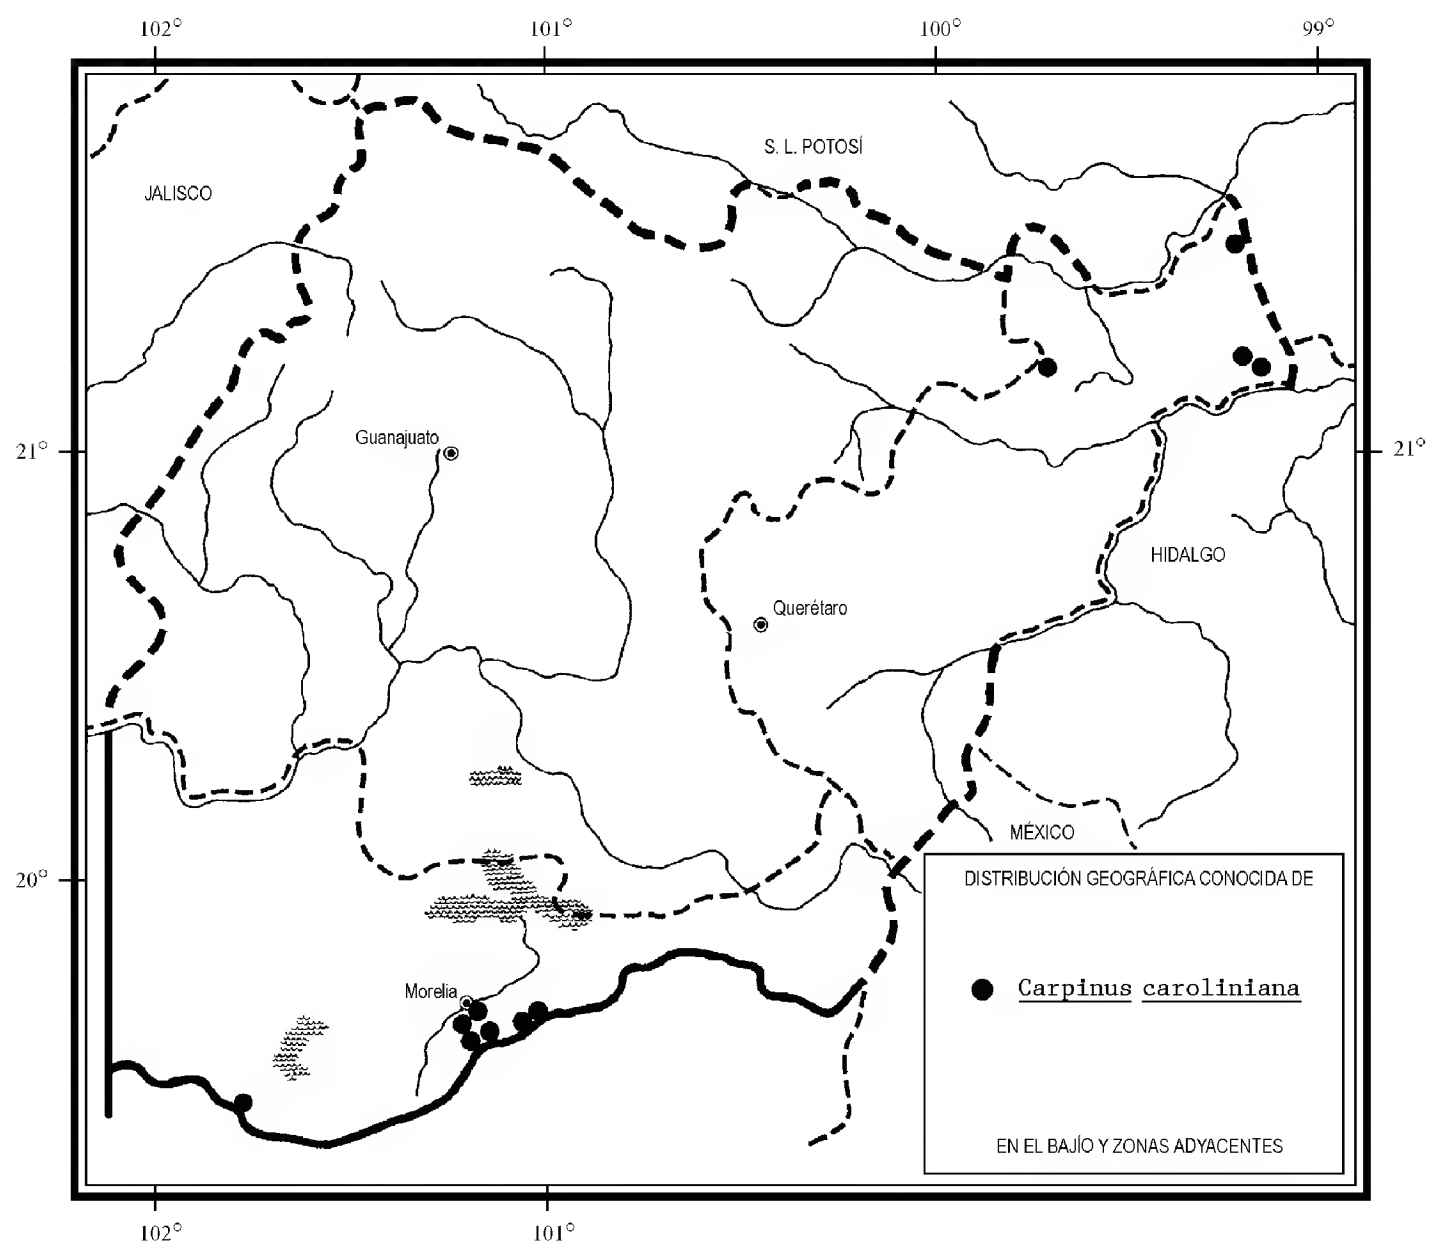 102° 101° 100° 99°
S. L. POTOSÍ
JALISCO
Guanajuato
21° 21°
HIDALGO
Querétaro
MÉXICO
20°
DISTRIBUCIÓN GEOGRÁFICA CONOCIDA DE
Carpinus caroliniana
Morelia
EN EL BAJÍO Y ZONAS ADYACENTES
102° 101°